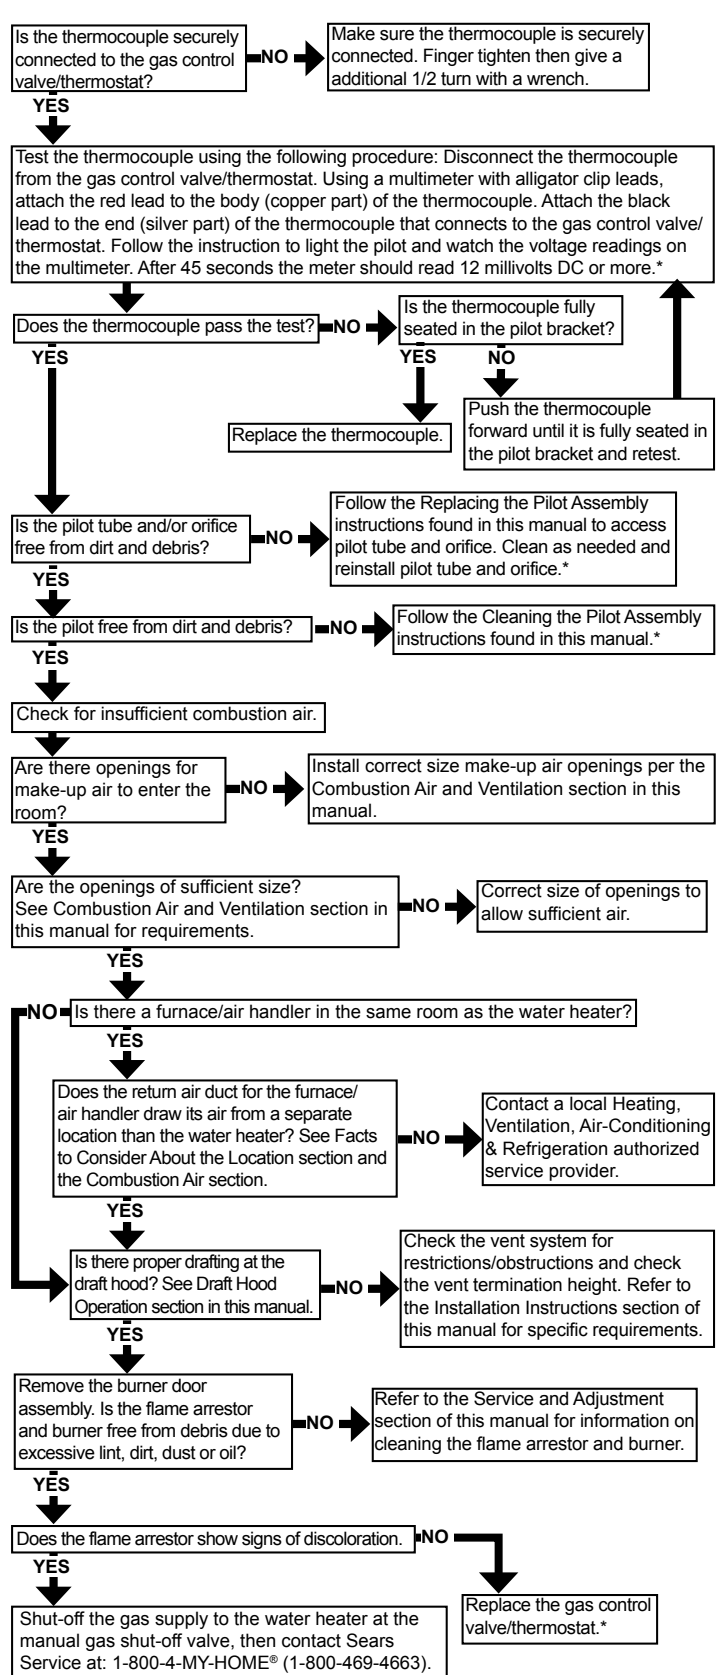 Is the thermocouple securely
connected to the gas control
valve/thermostat?
NO
Make sure the thermocouple is securely
connected. Finger tighten then give a
additional 1/2 turn with a wrench.
YES
Test the thermocouple using the following procedure: Disconnect the thermocouple
from the gas control valve/thermostat. Using a multimeter with alligator clip leads,
attach the red lead to the body (copper part) of the thermocouple. Attach the black
lead to the end (silver part) of the thermocouple that connects to the gas control valve/
thermostat. Follow the instruction to light the pilot and watch the voltage readings on
the multimeter. After 45 seconds the meter should read 12 millivolts DC or more.*
Does the thermocouple pass the test?
NO
Is the thermocouple fully
seated in the pilot bracket?
YES
YES
NO
Replace the thermocouple.
Push the thermocouple
forward until it is fully seated in
the pilot bracket and retest.
Is the pilot tube and/or orifice
free from dirt and debris?
NO
Follow the Replacing the Pilot Assembly
instructions found in this manual to access
pilot tube and orifice. Clean as needed and
reinstall pilot tube and orifice.*
YES
Is the pilot free from dirt and debris?
NO
Follow the Cleaning the Pilot Assembly
instructions found in this manual.*
YES
Check for insufficient combustion air.
Are there openings for
make-up air to enter the
room?
NO
Install correct size make-up air openings per the
Combustion Air and Ventilation section in this
manual.
YES
Are the openings of sufficient size?
See Combustion Air and Ventilation section in
this manual for requirements.
NO
Correct size of openings to
allow sufficient air.
YES
NO
Is there a furnace/air handler in the same room as the water heater?
YES
Does the return air duct for the furnace/
air handler draw its air from a separate
location than the water heater? See Facts
to Consider About the Location section and
the Combustion Air section.
NO
Contact a local Heating,
Ventilation, Air-Conditioning
& Refrigeration authorized
service provider.
YES
Is there proper drafting at the
draft hood? See Draft Hood
Operation section in this manual.
NO
Check the vent system for
restrictions/obstructions and check
the vent termination height. Refer to
the Installation Instructions section of
this manual for specific requirements.
YES
Remove the burner door
assembly. Is the flame arrestor
and burner free from debris due to
excessive lint, dirt, dust or oil?
NO
Refer to the Service and Adjustment
section of this manual for information on
cleaning the flame arrestor and burner.
YES
Does the flame arrestor show signs of discoloration.
NO
YES
Replace the gas control
valve/thermostat.*
Shut-off the gas supply to the water heater at the
manual gas shut-off valve, then contact Sears
Service at: 1-800-4-MY-HOME® (1-800-469-4663).